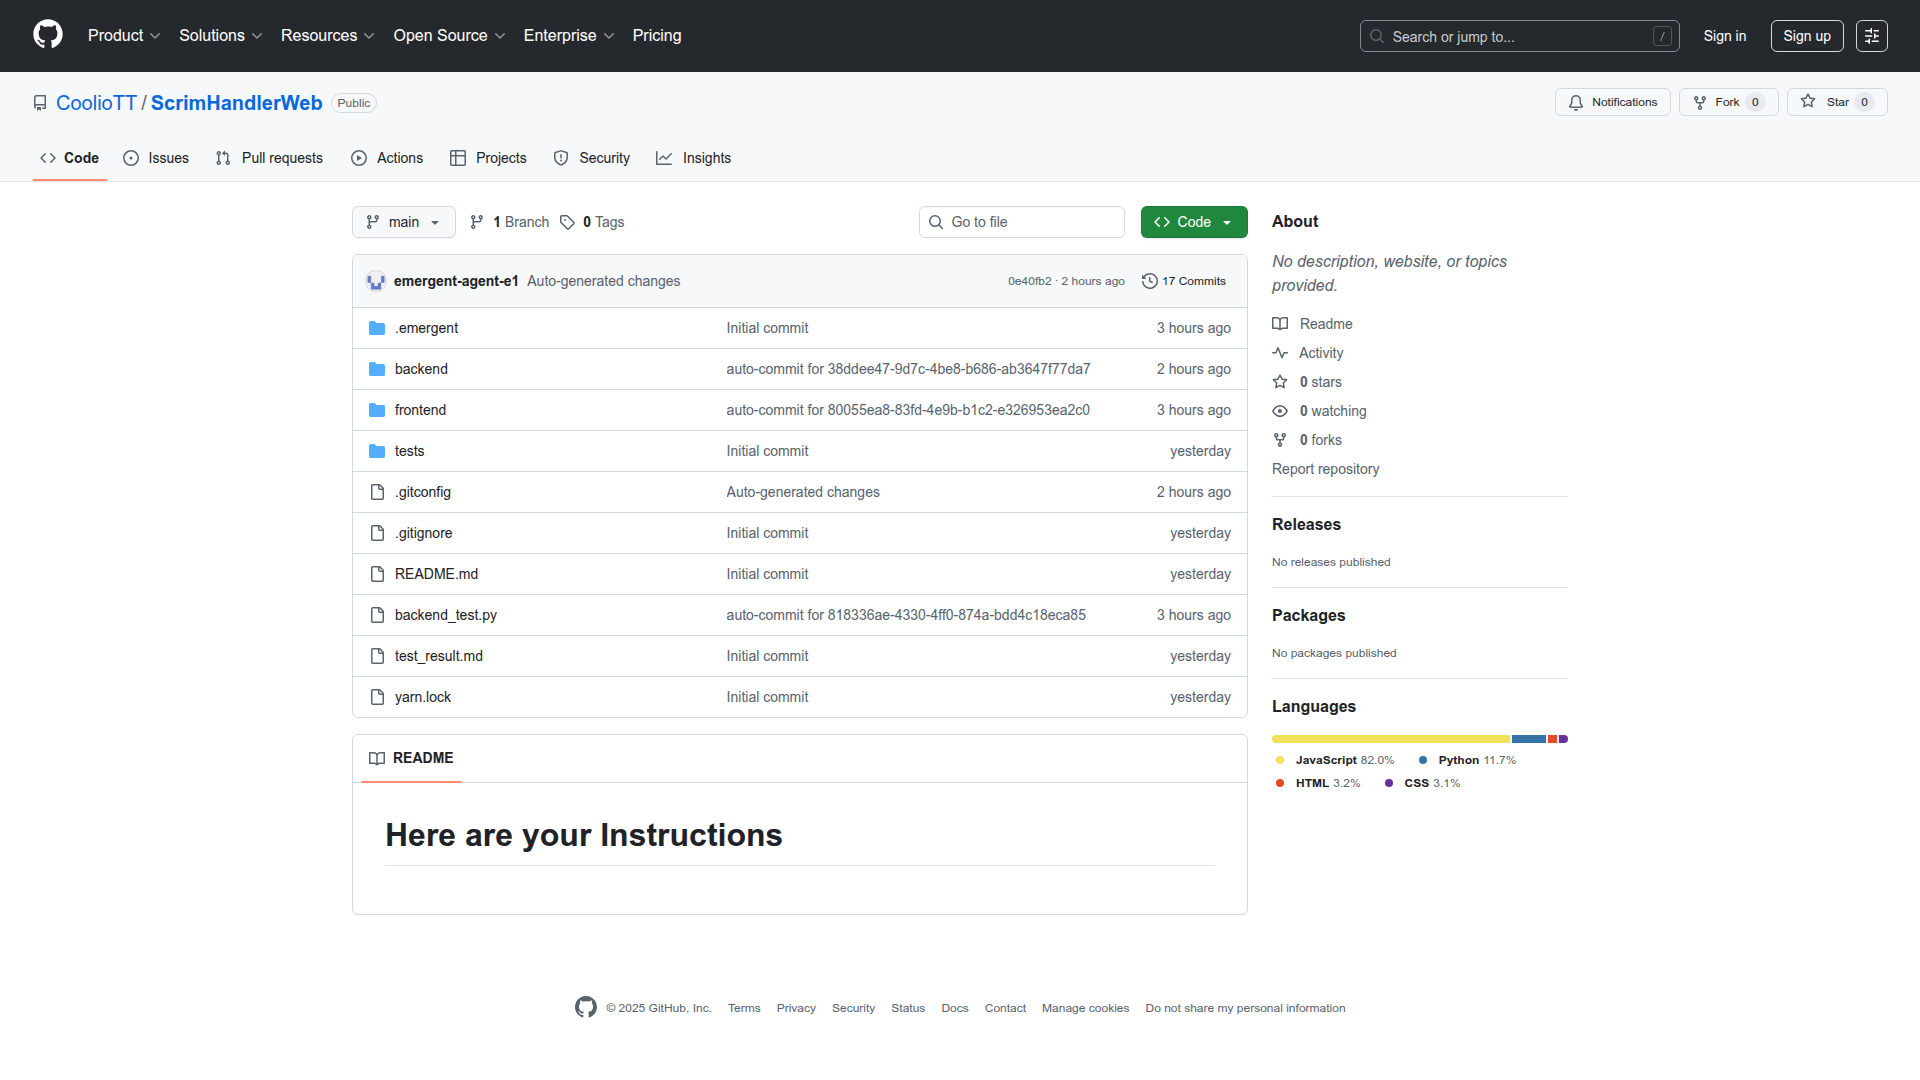 Product Solutions Resources Open Source Enterprise Pricing Search or jump to... / Sign in Sign up
CoolioTT / ScrimHandlerWeb Public Notifications Fork 0 Star 0
Code Issues Pull requests Actions Projects Security Insights
main 1 Branch 0 Tags Go to file Code
emergent-agent-e1 Auto-generated changes 0e40fb2 · 2 hours ago 17 Commits
.emergent Initial commit 3 hours ago
backend auto-commit for 38ddee47-9d7c-4be8-b686-ab3647f77da7 2 hours ago
frontend auto-commit for 80055ea8-83fd-4e9b-b1c2-e326953ea2c0 3 hours ago
tests Initial commit yesterday
.gitconfig Auto-generated changes 2 hours ago
.gitignore Initial commit yesterday
README.md Initial commit yesterday
backend_test.py auto-commit for 818336ae-4330-4ff0-874a-bdd4c18eca85 3 hours ago
test_result.md Initial commit yesterday
yarn.lock Initial commit yesterday
README
Here are your Instructions
About
No description, website, or topics
provided.
Readme
Activity
0 stars
0 watching
0 forks
Report repository
Releases
No releases published
Packages
No packages published
Languages
JavaScript 82.0% Python 11.7%
HTML 3.2% CSS 3.1%
© 2025 GitHub, Inc. Terms Privacy Security Status Docs Contact Manage cookies Do not share my personal information